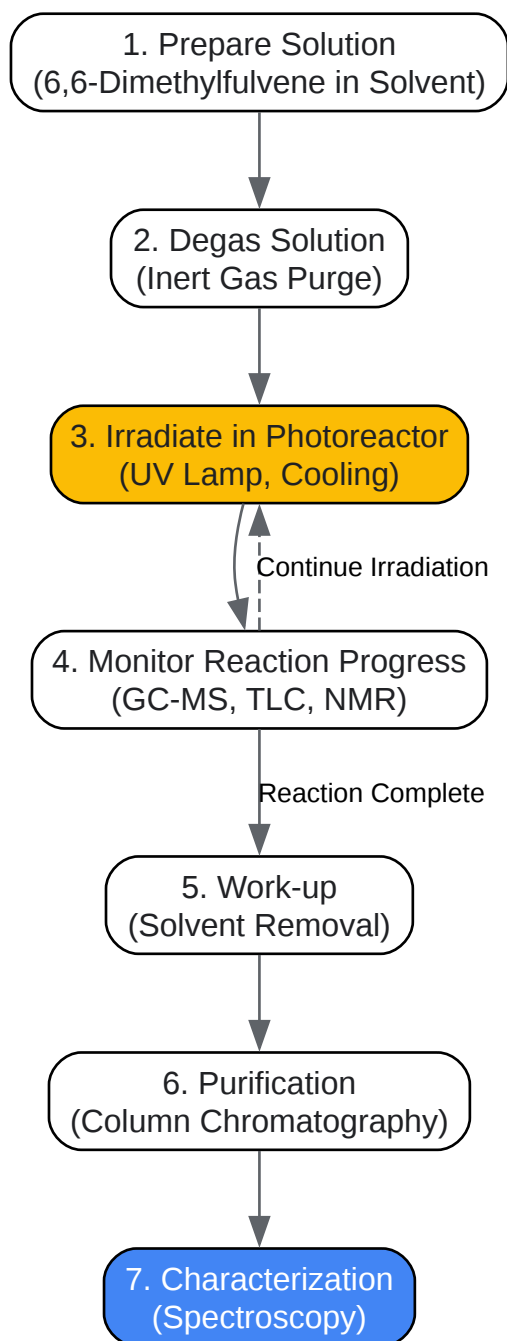 1. Prepare Solution
(6,6-Dimethylfulvene in Solvent)
2. Degas Solution
(Inert Gas Purge)
3. Irradiate in Photoreactor
(UV Lamp, Cooling)
Continue Irradiation
4. Monitor Reaction Progress
(GC-MS, TLC, NMR)
Reaction Complete
5. Work-up
(Solvent Removal)
6. Purification
(Column Chromatography)
7. Characterization
(Spectroscopy)